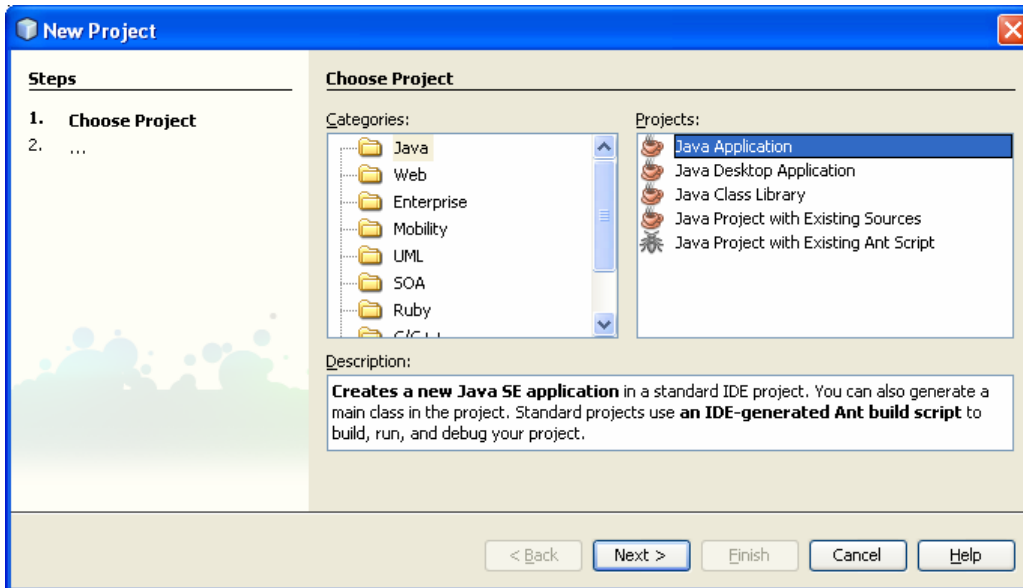 New Project
Steps
1. Choose Project
2. ...
Choose Project
Categories:
Java
Web
Enterprise
Mobility
UML
SOA
Ruby
Projects:
Java Application
Java Desktop Application
Java Class Library
Java Project with Existing Sources
Java Project with Existing Ant Script
Description:
Creates a new Java SE application in a standard IDE project. You can also generate a
main class in the project. Standard projects use an IDE-generated Ant build script to
build, run, and debug your project.
< Back
Next >
Finish
Cancel
Help